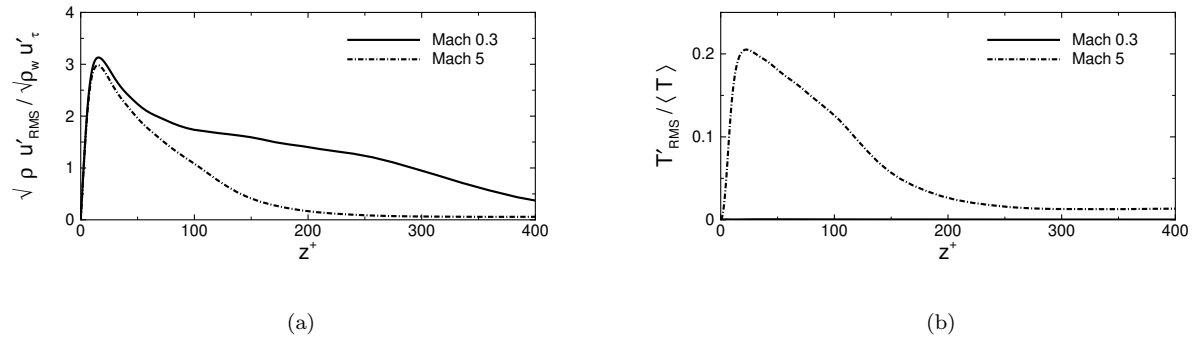 4
3
2
1
0
0
100
200
300
400
√ ρ u′RMS / √ρw u′τ
z+
Mach 0.3
Mach 5
(a)
0.2
0.1
0
0
100
200
300
400
T′RMS / ⟨ T ⟩
z+
Mach 0.3
Mach 5
(b)